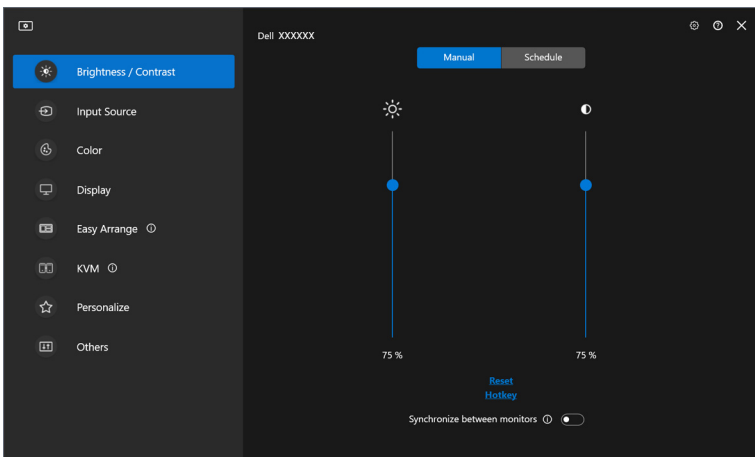 Dell XXXXXX
Brightness / Contrast
Input Source
Color
Display
Easy Arrange
KVM
Personalize
Others
Manual
Schedule
75 %
75 %
Reset
Hotkey
Synchronize between monitors